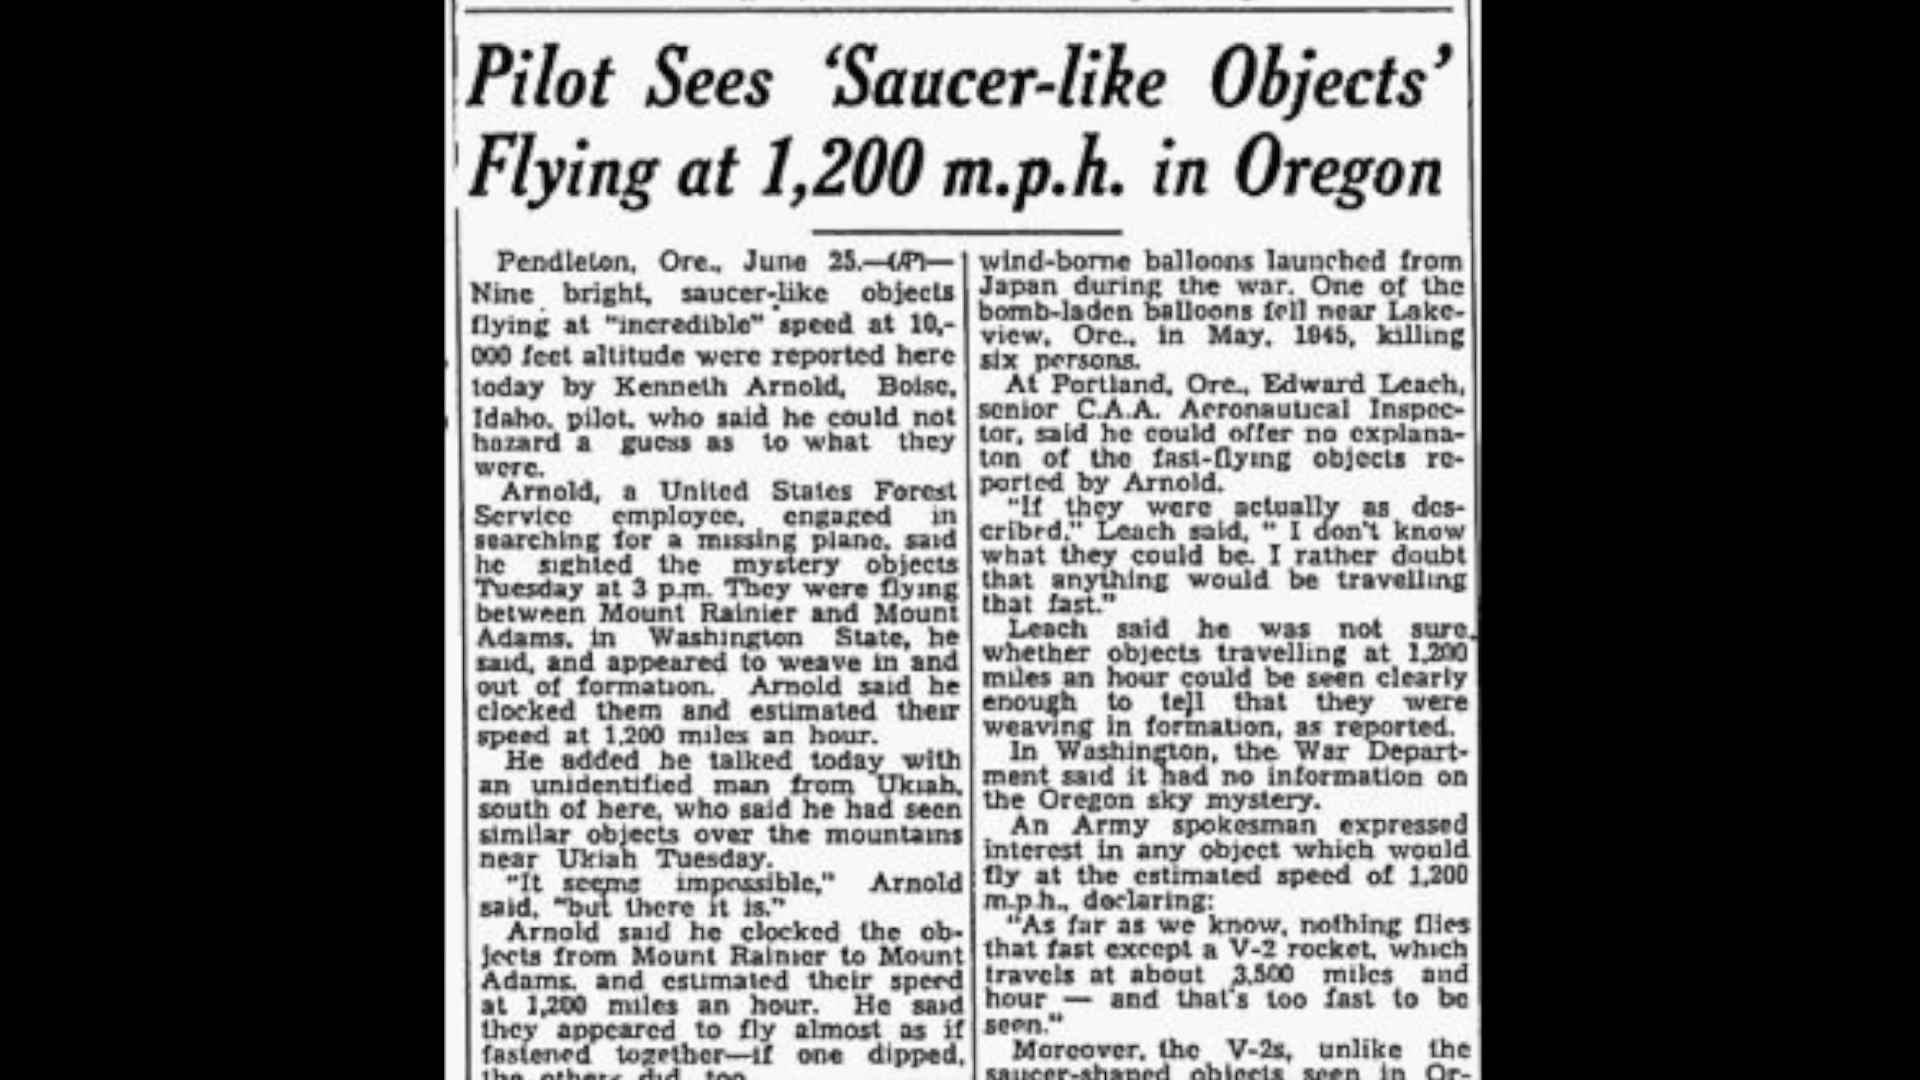 Pilot Sees ‘Saucer-like Objects’
Flying at 1,200 m.p.h. in Oregon
Pendleton, Ore., June 25.—(AP)—
Nine bright, saucer-like objects
flying at "incredible" speed at 10,-
000 feet altitude were reported here
today by Kenneth Arnold, Boise,
Idaho, pilot, who said he could not
hazard a guess as to what they
were.
Arnold, a United States Forest
Service employee, engaged in
searching for a missing plane, said
he sighted the mystery objects
Tuesday at 3 p.m. They were flying
between Mount Rainier and Mount
Adams, in Washington State, he
said, and appeared to weave in and
out of formation. Arnold said he
clocked them and estimated their
speed at 1,200 miles an hour.
He added he talked today with
an unidentified man from Ukiah,
south of here, who said he had seen
similar objects over the mountains
near Ukiah Tuesday.
"It seems impossible," Arnold
said, "but there it is."
Arnold said he clocked the ob-
jects from Mount Rainier to Mount
Adams, and estimated their speed
at 1,200 miles an hour. He said
they appeared to fly almost as if
fastened together—if one dipped,
the others did, too.
wind-borne balloons launched from
Japan during the war. One of the
bomb-laden balloons fell near Lake-
view, Ore., in May, 1945, killing
six persons.
At Portland, Ore., Edward Leach,
senior C.A.A. Aeronautical Inspec-
tor, said he could offer no explana-
ton of the fast-flying objects re-
ported by Arnold.
"If they were actually as des-
cribed," Leach said, " I don't know
what they could be. I rather doubt
that anything would be travelling
that fast."
Leach said he was not sure
whether objects travelling at 1,200
miles an hour could be seen clearly
enough to tell that they were
weaving in formation, as reported.
In Washington, the War Depart-
ment said it had no information on
the Oregon sky mystery.
An Army spokesman expressed
interest in any object which would
fly at the estimated speed of 1,200
m.p.h., declaring:
"As far as we know, nothing flies
that fast except a V-2 rocket, which
travels at about 3,500 miles and
hour — and that's too fast to be
seen."
Moreover, the V-2s, unlike the
saucer-shaped objects seen in Or-